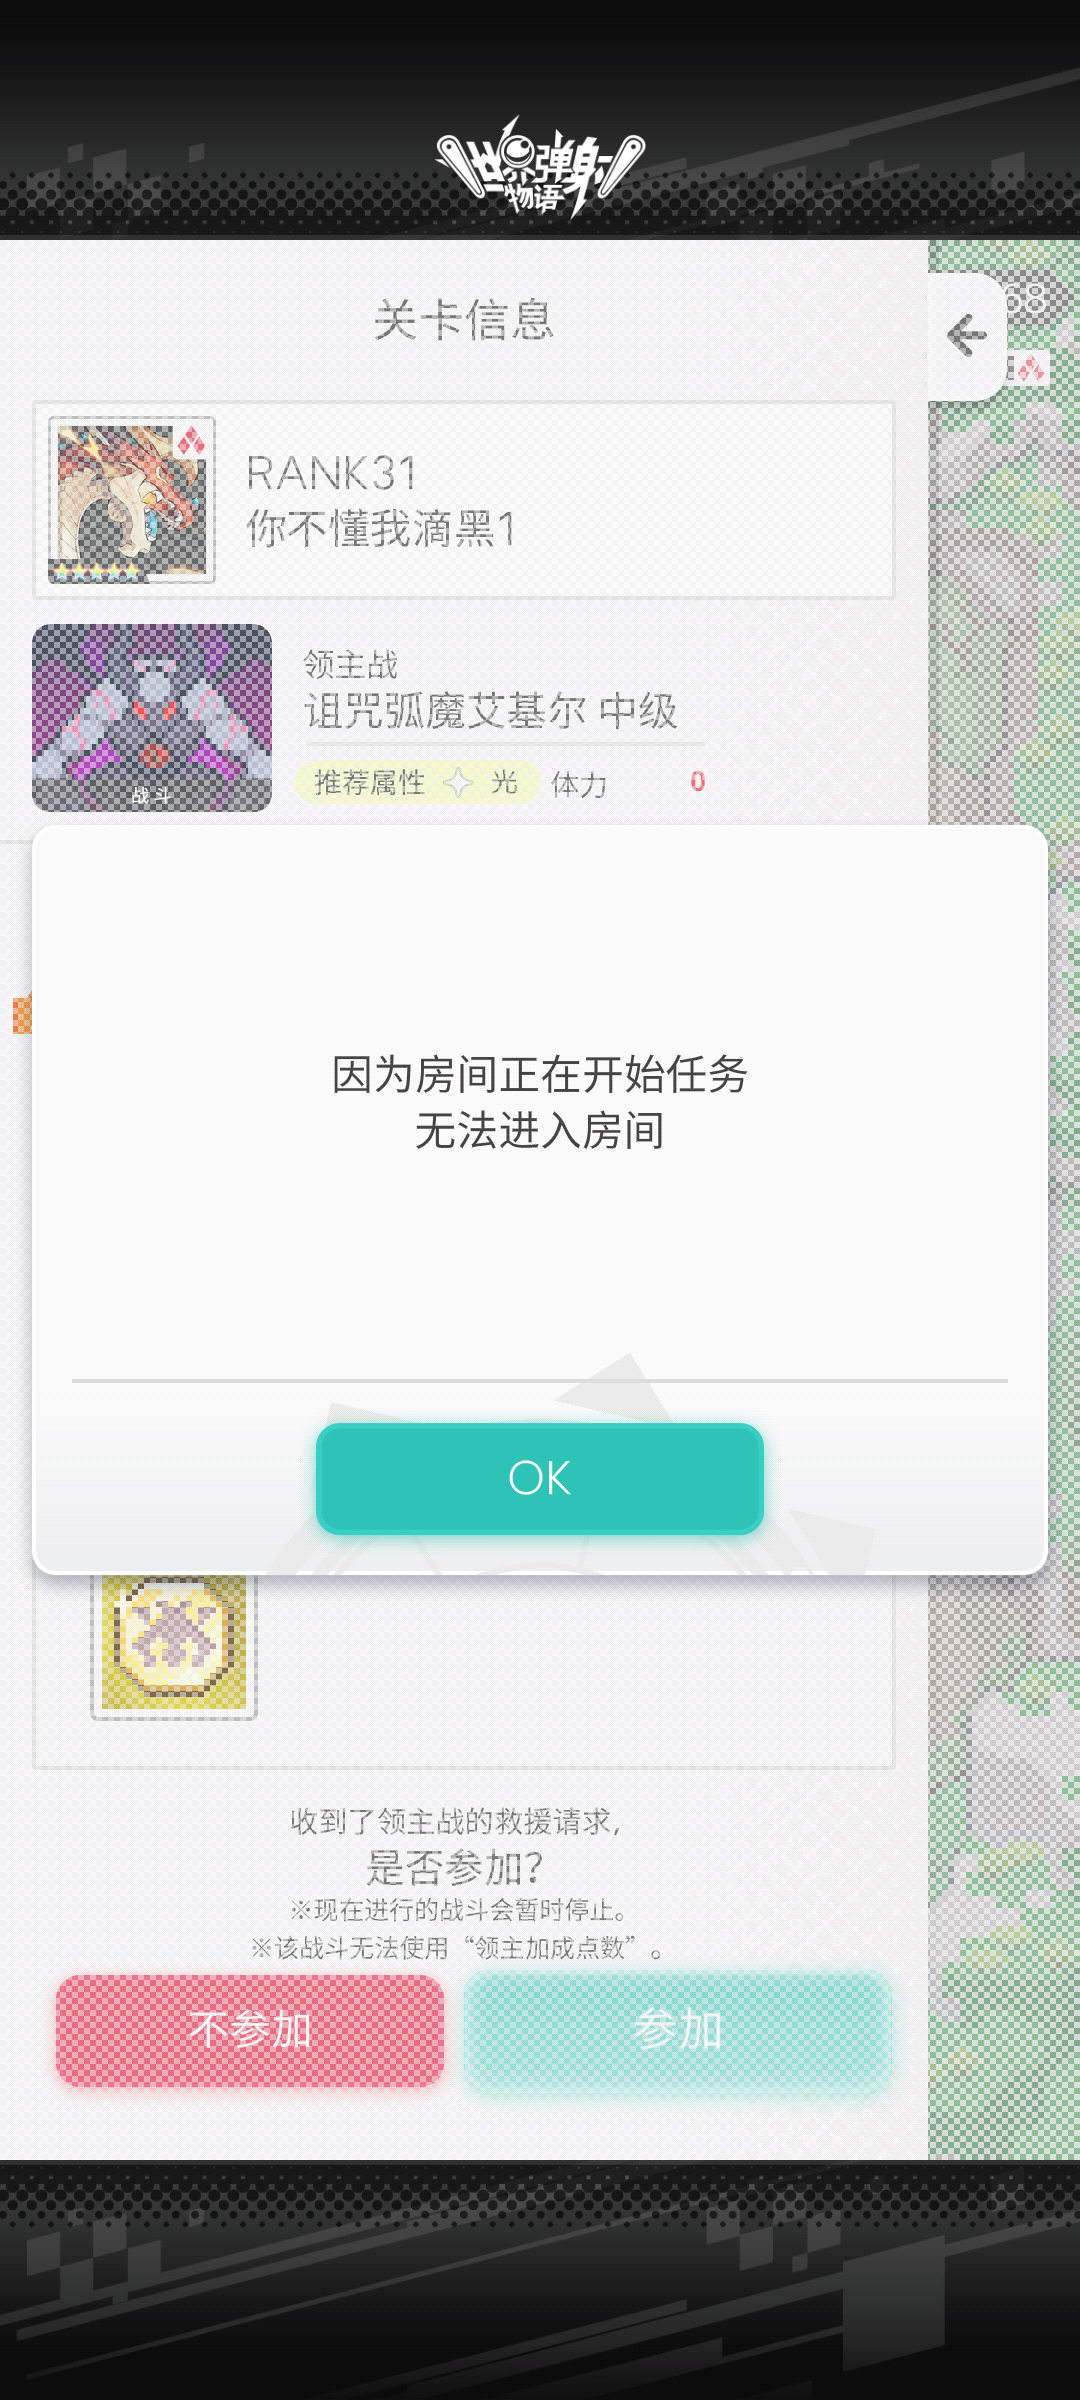 世界弹射
物语
68
关卡信息
RANK31
你不懂我滴黑1
领主战
诅咒弧魔艾基尔 中级
推荐属性 光 体力 0
战斗
因为房间正在开始任务
无法进入房间
OK
收到了领主战的救援请求,
是否参加?
※现在进行的战斗会暂时停止。
※该战斗无法使用“领主加成点数”。
不参加
参加